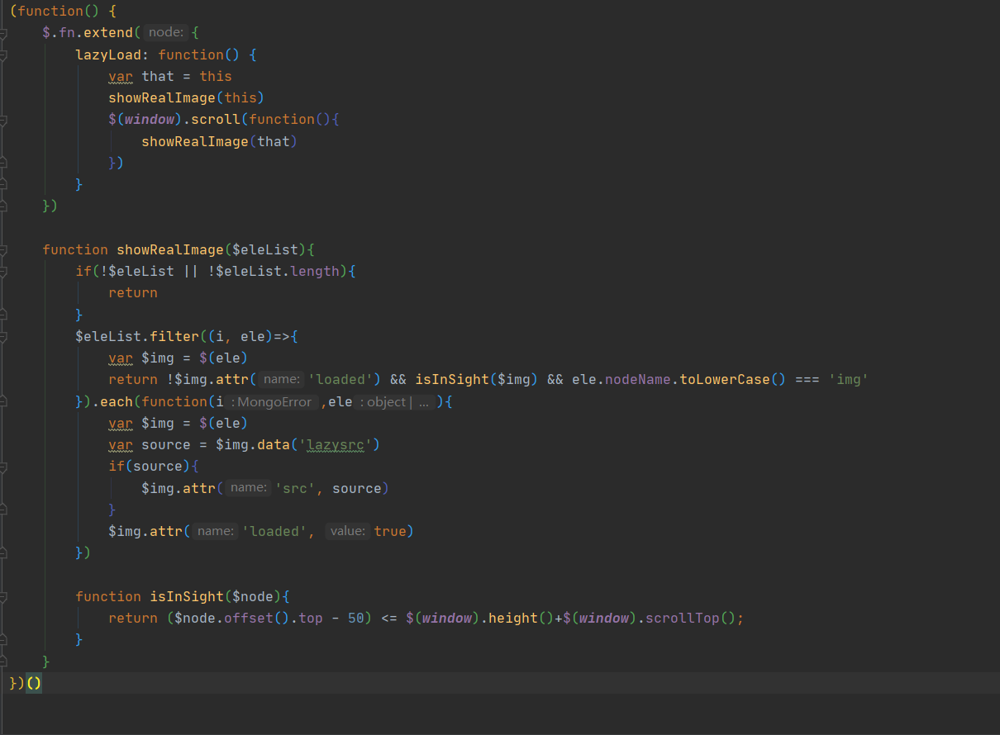 (function() {
    $.fn.extend( node: {
        lazyLoad: function() {
            var that = this
            showRealImage(this)
            $(window).scroll(function(){
                showRealImage(that)
            })
        }
    })

    function showRealImage($eleList){
        if(!$eleList || !$eleList.length){
            return
        }
        $eleList.filter((i, ele)=>{
            var $img = $(ele)
            return !$img.attr( name: 'loaded') && isInSight($img) && ele.nodeName.toLowerCase() === 'img'
        }).each(function(i : MongoError ,ele : object | ... ){
            var $img = $(ele)
            var source = $img.data('lazysrc')
            if(source){
                $img.attr( name: 'src', source)
            }
            $img.attr( name: 'loaded', value: true)
        })

        function isInSight($node){
            return ($node.offset().top - 50) <= $(window).height()+$(window).scrollTop();
        }
    }
})()